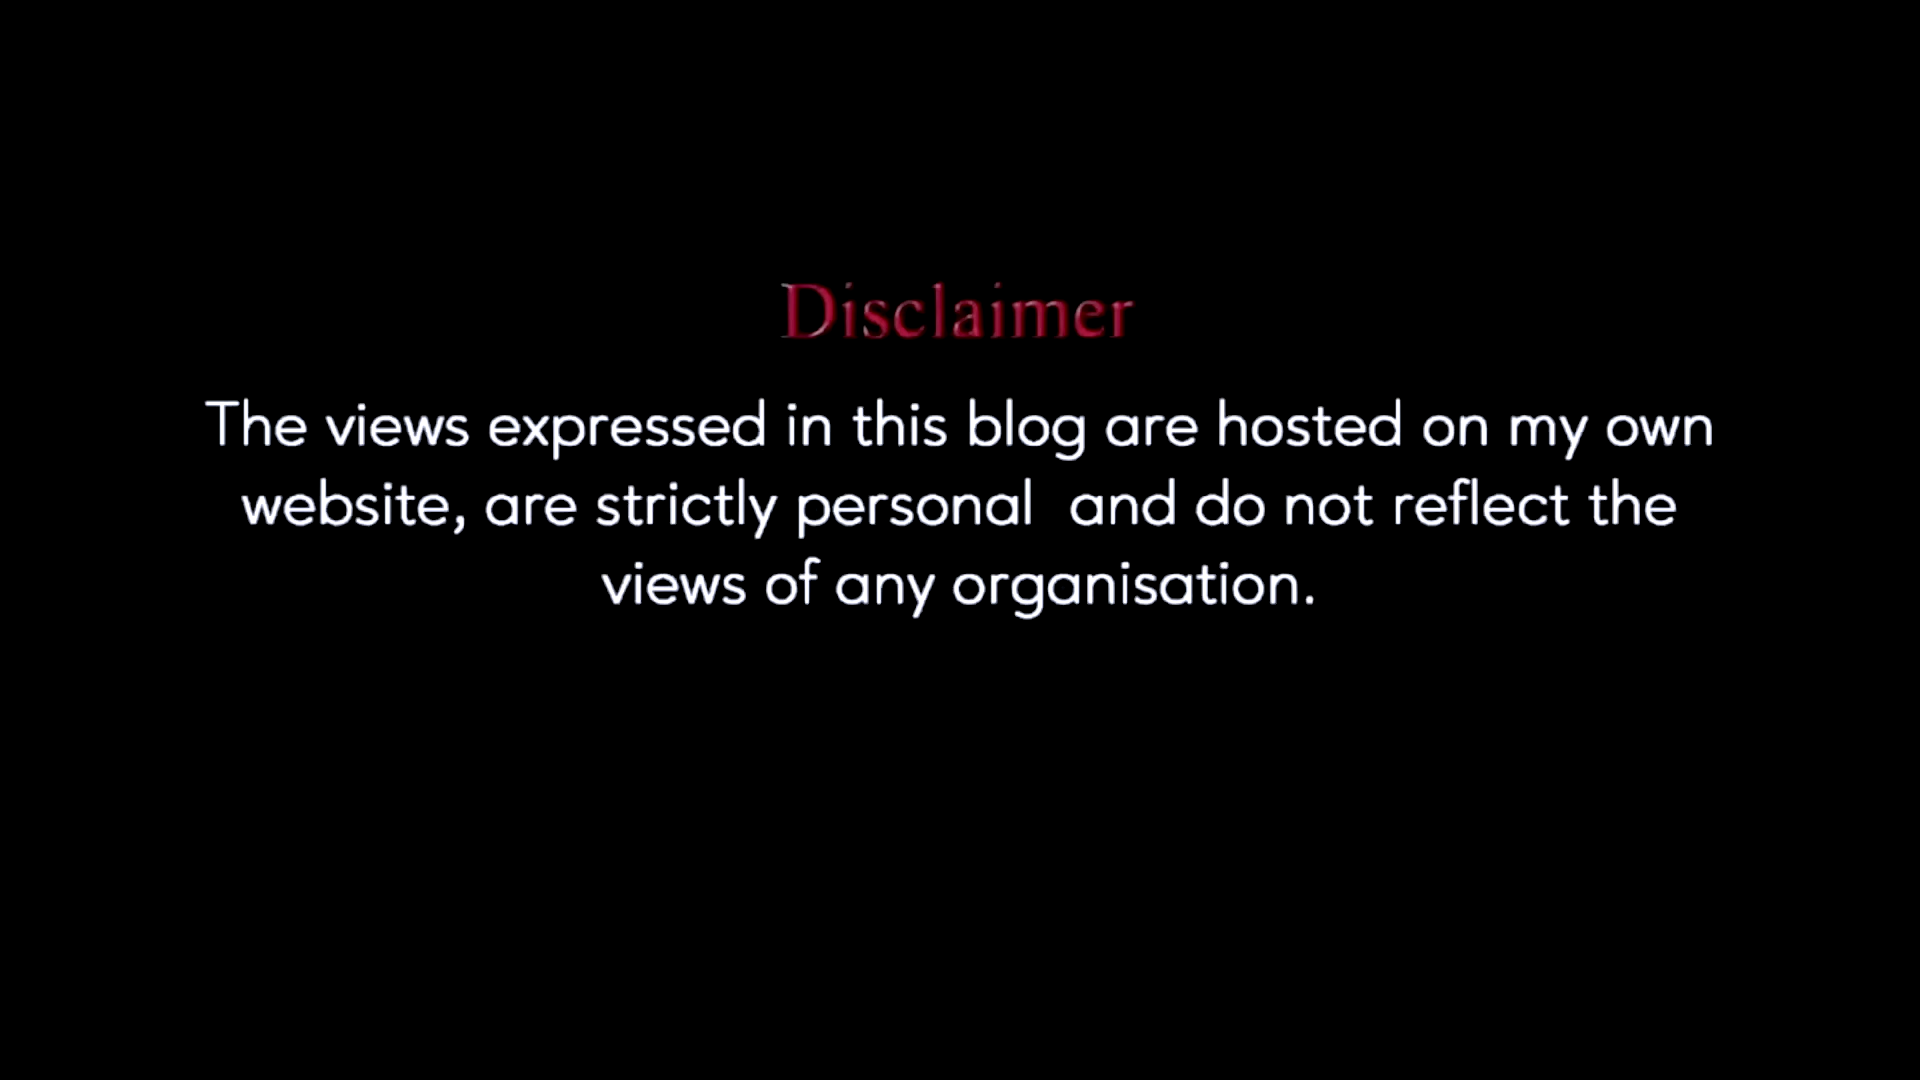 Disclaimer
The views expressed in this blog are hosted on my own
website, are strictly personal  and do not reflect the
views of any organisation.